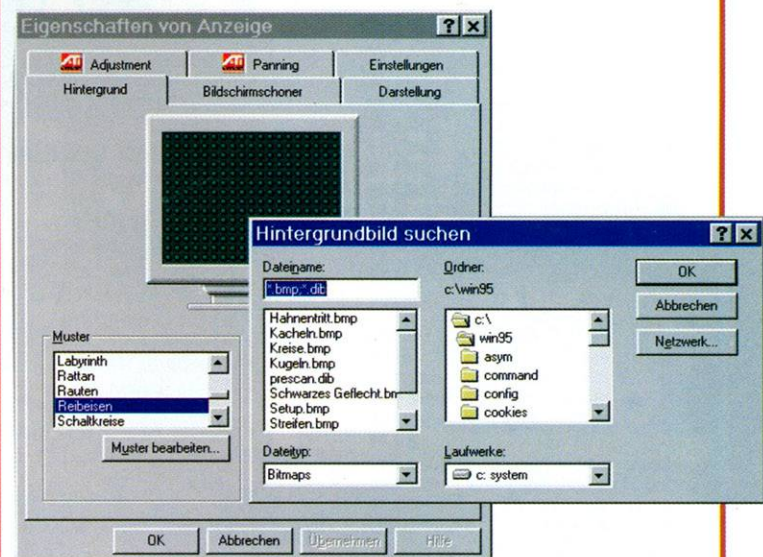 Eigenschaften von Anzeige
ATI Adjustment
ATI Panning
Einstellungen
Hintergrund
Bildschirmschoner
Darstellung
Muster
Labyrinth
Rattan
Rauten
Reibeisen
Schaltkreise
Muster bearbeiten...
OK
Abbrechen
Übernehmen
Hilfe
Hintergrundbild suchen
Dateiname:
*.bmp;*.dib
Hahnentritt.bmp
Kacheln.bmp
Kreise.bmp
Kugeln.bmp
prescan.dib
Schwarzes Geflecht.bm
Setup.bmp
Streifen.bmp
Dateityp:
Bitmaps
Ordner:
c:\win95
c:\
win95
asym
command
config
cookies
Laufwerke:
c: system
OK
Abbrechen
Netzwerk...